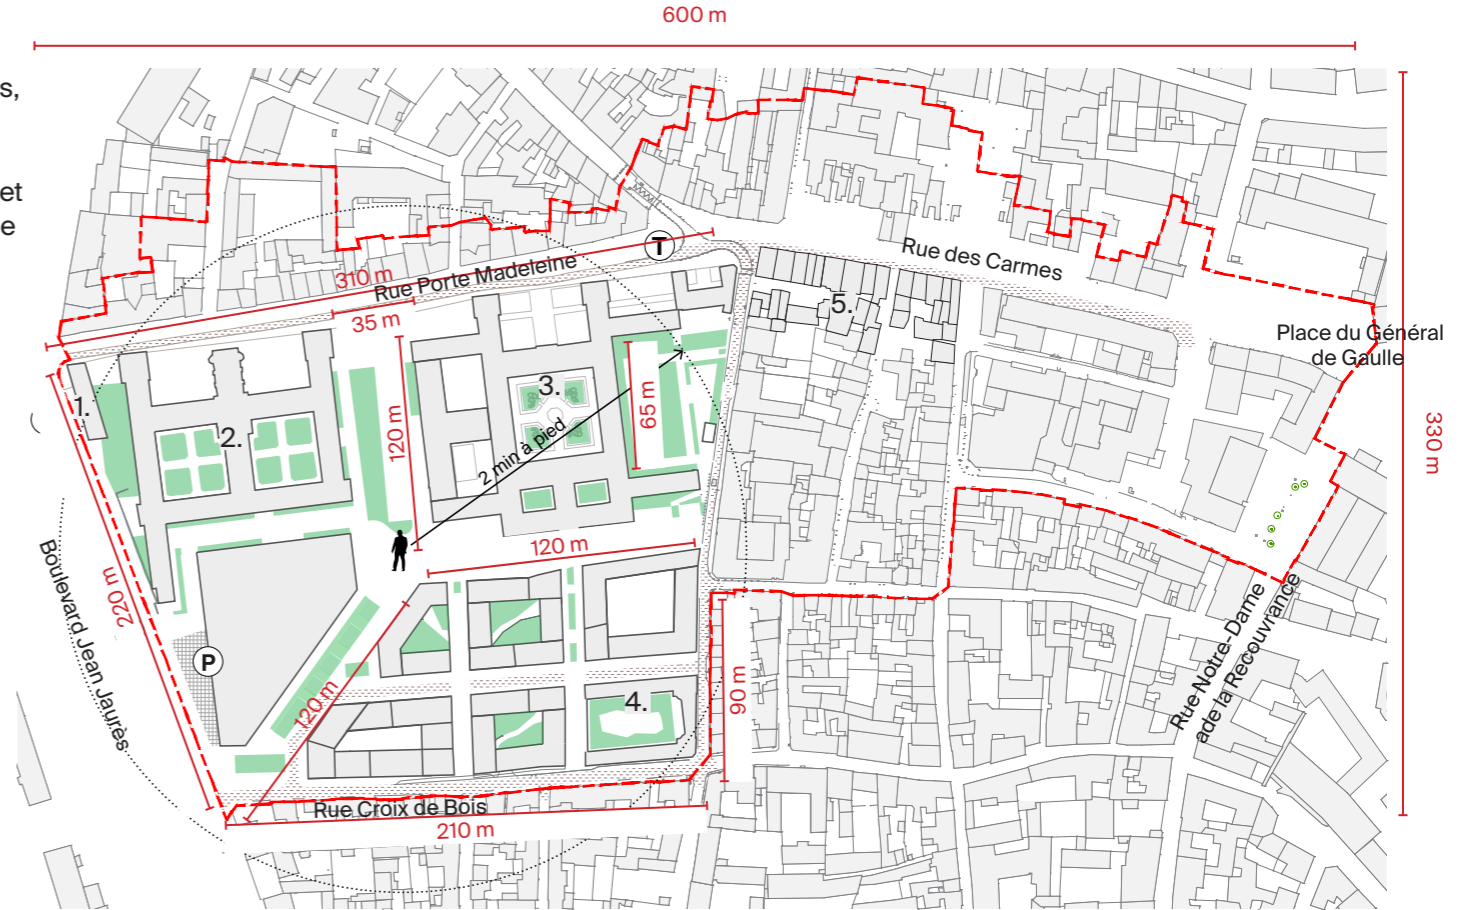 600 m
s,
et
e
T
Rue des Carmes
310 m
Rue Porte Madeleine
35 m
5.
Place du Général
de Gaulle
1.
2.
3.
120 m
65 m
2 min à pied
330 m
120 m
Boulevard Jean Jaurès
220 m
P
120 m
4.
90 m
Rue Notre-Dame
ade la Recouvrance
Rue Croix de Bois
210 m